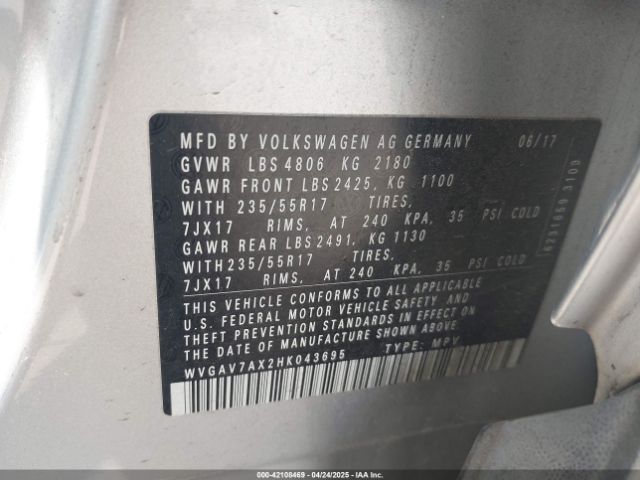 MFD BY VOLKSWAGEN AG GERMANY 06/17
GVWR LBS 4806 KG 2180
GAWR FRONT LBS 2425, KG 1100
WITH 235/55R17 TIRES,
7JX17 RIMS, AT 240 KPA, 35 PSI COLD
GAWR REAR LBS 2491, KG 1130
WITH 235/55R17 TIRES,
7JX17 RIMS, AT 240 KPA, 35 PSI COLD
THIS VEHICLE CONFORMS TO ALL APPLICABLE
U.S. FEDERAL MOTOR VEHICLE SAFETY AND
THEFT PREVENTION STANDARDS IN EFFECT ON
THE DATE OF MANUFACTURE SHOWN ABOVE.
WVGAV7AX2HK043695 TYPE: MPV
000-42108469 - 04/24/2025 - IAAI.COM